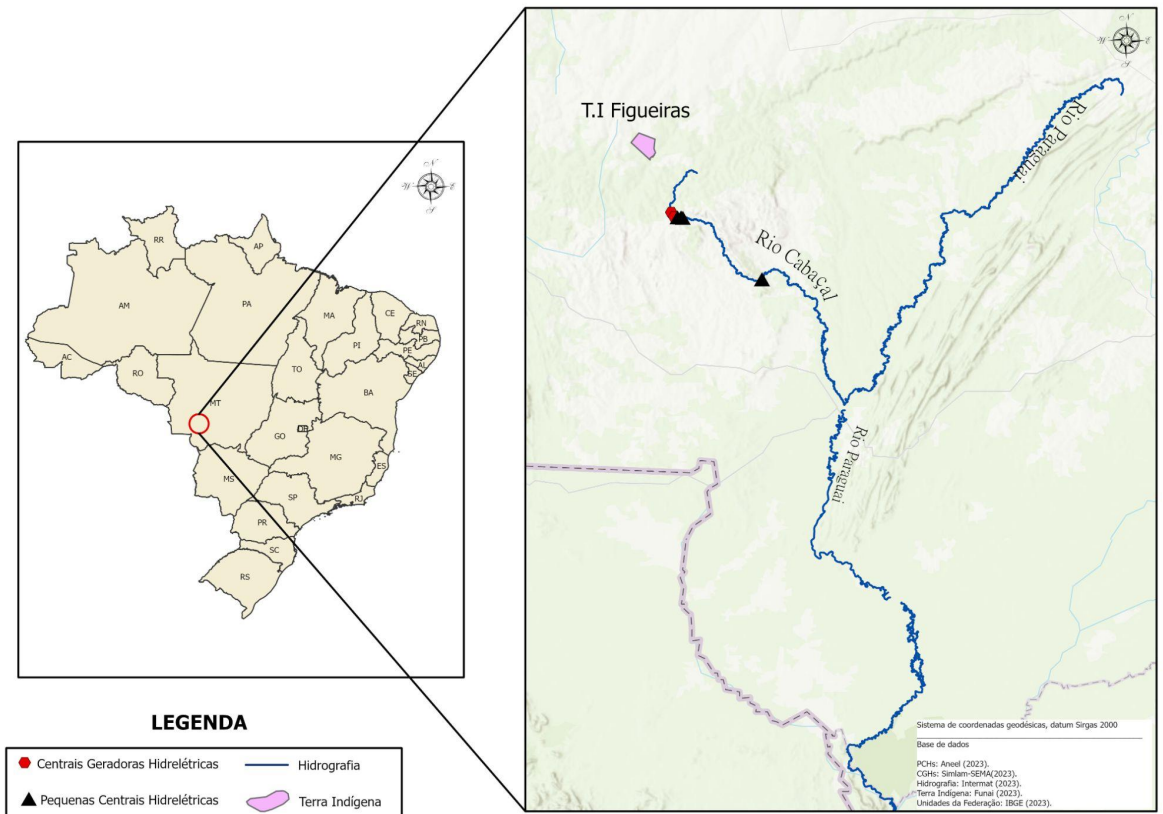 N
W
E
S
RR
AP
AM
PA
MA
CE
RN
PB
PI
PE
AL
SE
AC
RO
TO
BA
MT
GO
DF
MG
ES
MS
SP
RJ
PR
SC
RS
N
W
E
S
T.I Figueiras
Rio Paraguai
Rio Cabaçal
Rio Paraguai
Sistema de coordenadas geodésicas, datum Sirgas 2000
Base de dados
PCHs: Aneel (2023).
CGHs: Simlam-SEMA(2023).
Hidrografia: Intermat (2023).
Terra Indígena: Funai (2023).
Unidades da Federação: IBGE (2023).
LEGENDA
Centrais Geradoras Hidrelétricas
Hidrografia
Pequenas Centrais Hidrelétricas
Terra Indígena